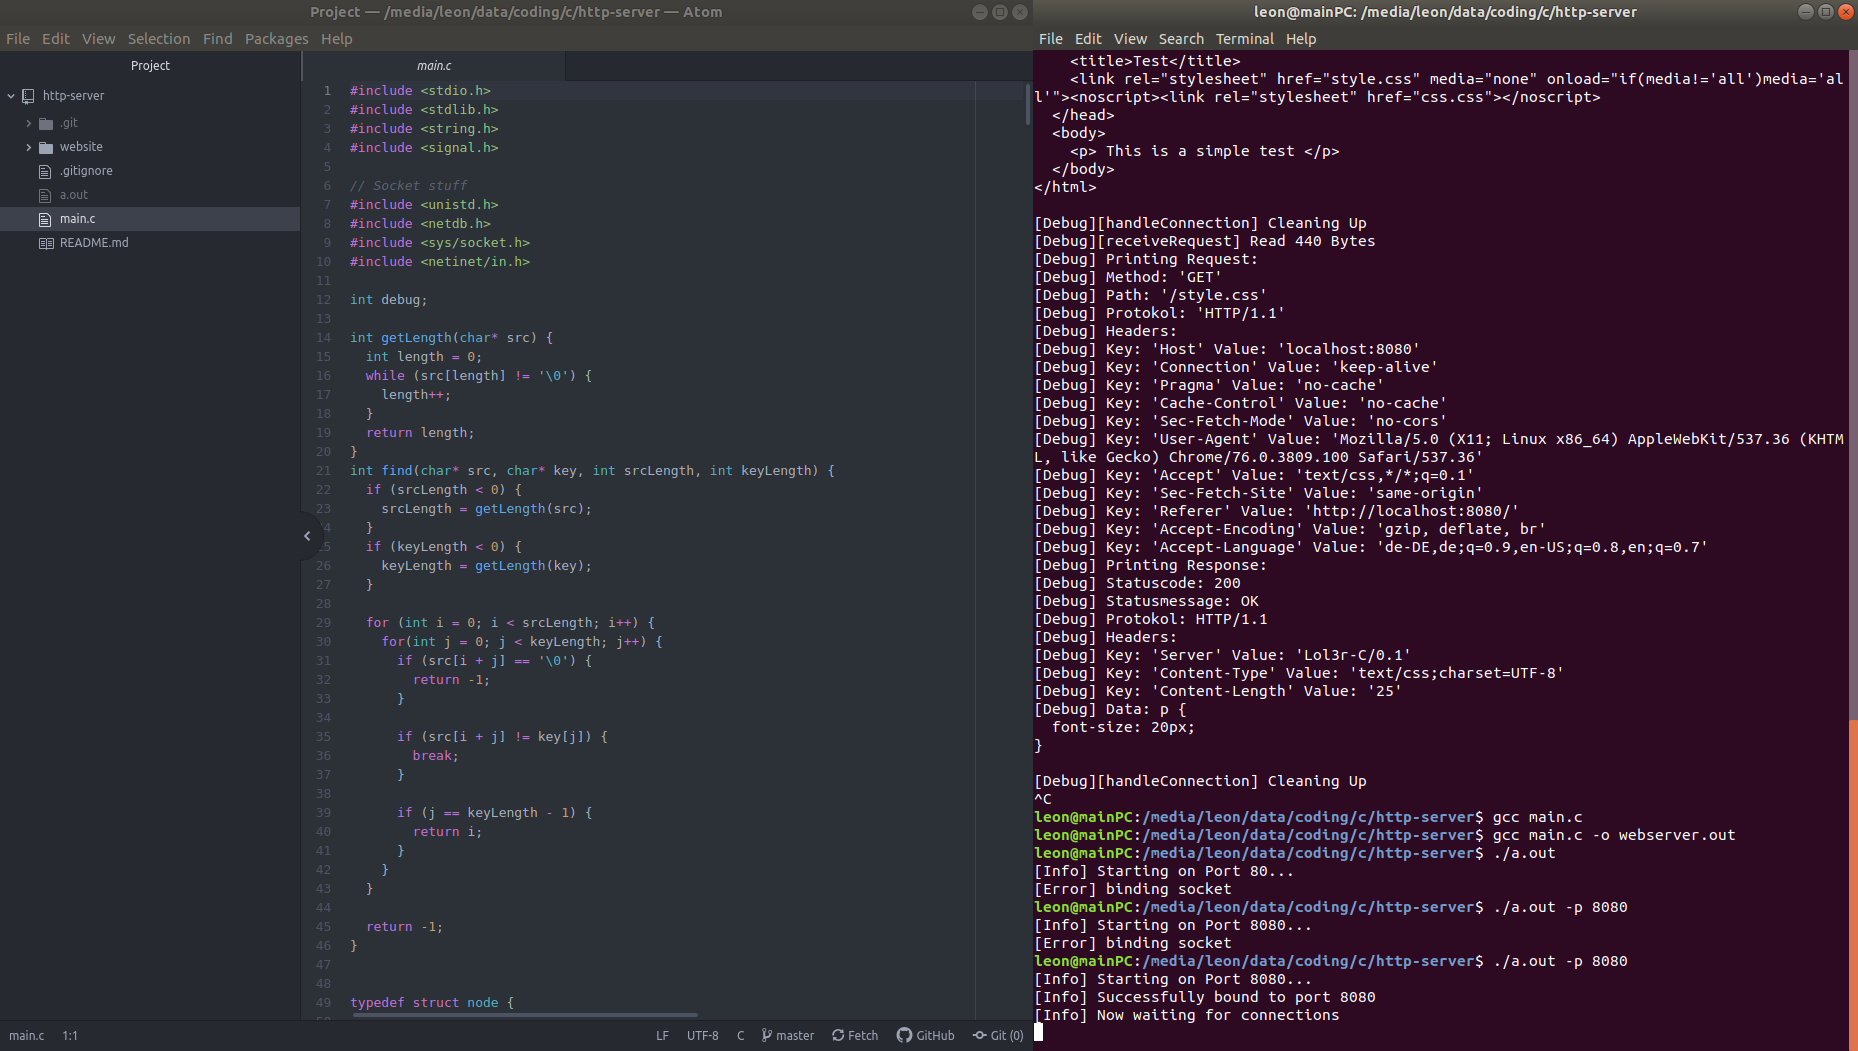 Project — /media/leon/data/coding/c/http-server — Atom
File Edit View Selection Find Packages Help
Project
http-server
.git
website
.gitignore
a.out
main.c
README.md
main.c
1 #include <stdio.h>
2 #include <stdlib.h>
3 #include <string.h>
4 #include <signal.h>
5
6 // Socket stuff
7 #include <unistd.h>
8 #include <netdb.h>
9 #include <sys/socket.h>
10 #include <netinet/in.h>
11
12 int debug;
13
14 int getLength(char* src) {
15   int length = 0;
16   while (src[length] != '\0') {
17     length++;
18   }
19   return length;
20 }
21 int find(char* src, char* key, int srcLength, int keyLength) {
22   if (srcLength < 0) {
23     srcLength = getLength(src);
24   }
25   if (keyLength < 0) {
26     keyLength = getLength(key);
27   }
28
29   for (int i = 0; i < srcLength; i++) {
30     for(int j = 0; j < keyLength; j++) {
31       if (src[i + j] == '\0') {
32         return -1;
33       }
34
35       if (src[i + j] != key[j]) {
36         break;
37       }
38
39       if (j == keyLength - 1) {
40         return i;
41       }
42     }
43   }
44
45   return -1;
46 }
47
48
49 typedef struct node {
main.c 1:1 LF UTF-8 C master Fetch GitHub Git (0)
leon@mainPC: /media/leon/data/coding/c/http-server
File Edit View Search Terminal Help
    <title>Test</title>
    <link rel="stylesheet" href="style.css" media="none" onload="if(media!='all')media='al
l'"><noscript><link rel="stylesheet" href="css.css"></noscript>
  </head>
  <body>
    <p> This is a simple test </p>
  </body>
</html>

[Debug][handleConnection] Cleaning Up
[Debug][receiveRequest] Read 440 Bytes
[Debug] Printing Request:
[Debug] Method: 'GET'
[Debug] Path: '/style.css'
[Debug] Protokol: 'HTTP/1.1'
[Debug] Headers:
[Debug] Key: 'Host' Value: 'localhost:8080'
[Debug] Key: 'Connection' Value: 'keep-alive'
[Debug] Key: 'Pragma' Value: 'no-cache'
[Debug] Key: 'Cache-Control' Value: 'no-cache'
[Debug] Key: 'Sec-Fetch-Mode' Value: 'no-cors'
[Debug] Key: 'User-Agent' Value: 'Mozilla/5.0 (X11; Linux x86_64) AppleWebKit/537.36 (KHTM
L, like Gecko) Chrome/76.0.3809.100 Safari/537.36'
[Debug] Key: 'Accept' Value: 'text/css,*/*;q=0.1'
[Debug] Key: 'Sec-Fetch-Site' Value: 'same-origin'
[Debug] Key: 'Referer' Value: 'http://localhost:8080/'
[Debug] Key: 'Accept-Encoding' Value: 'gzip, deflate, br'
[Debug] Key: 'Accept-Language' Value: 'de-DE,de;q=0.9,en-US;q=0.8,en;q=0.7'
[Debug] Printing Response:
[Debug] Statuscode: 200
[Debug] Statusmessage: OK
[Debug] Protokol: HTTP/1.1
[Debug] Headers:
[Debug] Key: 'Server' Value: 'Lol3r-C/0.1'
[Debug] Key: 'Content-Type' Value: 'text/css;charset=UTF-8'
[Debug] Key: 'Content-Length' Value: '25'
[Debug] Data: p {
  font-size: 20px;
}

[Debug][handleConnection] Cleaning Up
^C
leon@mainPC:/media/leon/data/coding/c/http-server$ gcc main.c
leon@mainPC:/media/leon/data/coding/c/http-server$ gcc main.c -o webserver.out
leon@mainPC:/media/leon/data/coding/c/http-server$ ./a.out
[Info] Starting on Port 80...
[Error] binding socket
leon@mainPC:/media/leon/data/coding/c/http-server$ ./a.out -p 8080
[Info] Starting on Port 8080...
[Error] binding socket
leon@mainPC:/media/leon/data/coding/c/http-server$ ./a.out -p 8080
[Info] Starting on Port 8080...
[Info] Successfully bound to port 8080
[Info] Now waiting for connections